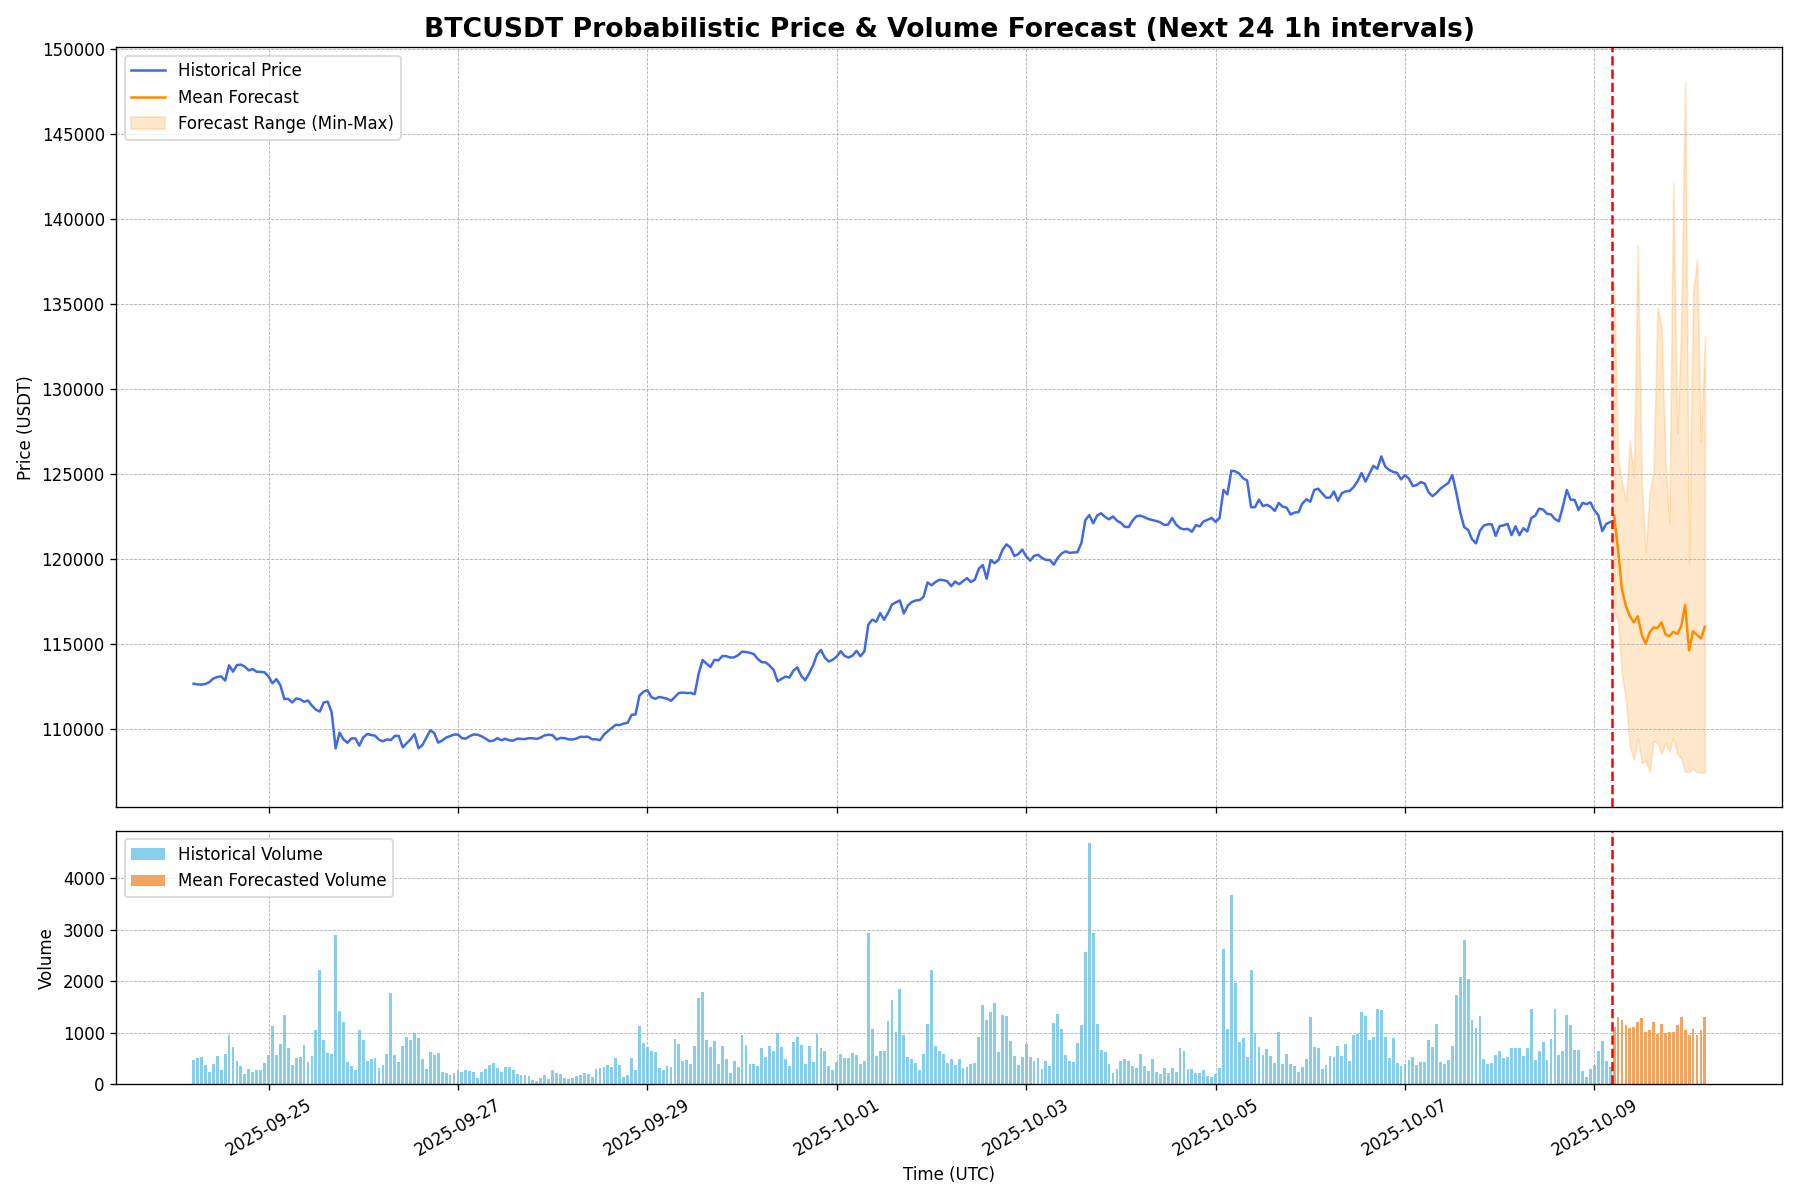 BTCUSDT Probabilistic Price & Volume Forecast (Next 24 1h intervals)
150000
145000
140000
135000
130000
125000
120000
115000
110000
Price (USDT)
Historical Price
Mean Forecast
Forecast Range (Min-Max)
4000
3000
2000
1000
0
Volume
Historical Volume
Mean Forecasted Volume
2025-09-25
2025-09-27
2025-09-29
2025-10-01
2025-10-03
2025-10-05
2025-10-07
2025-10-09
Time (UTC)